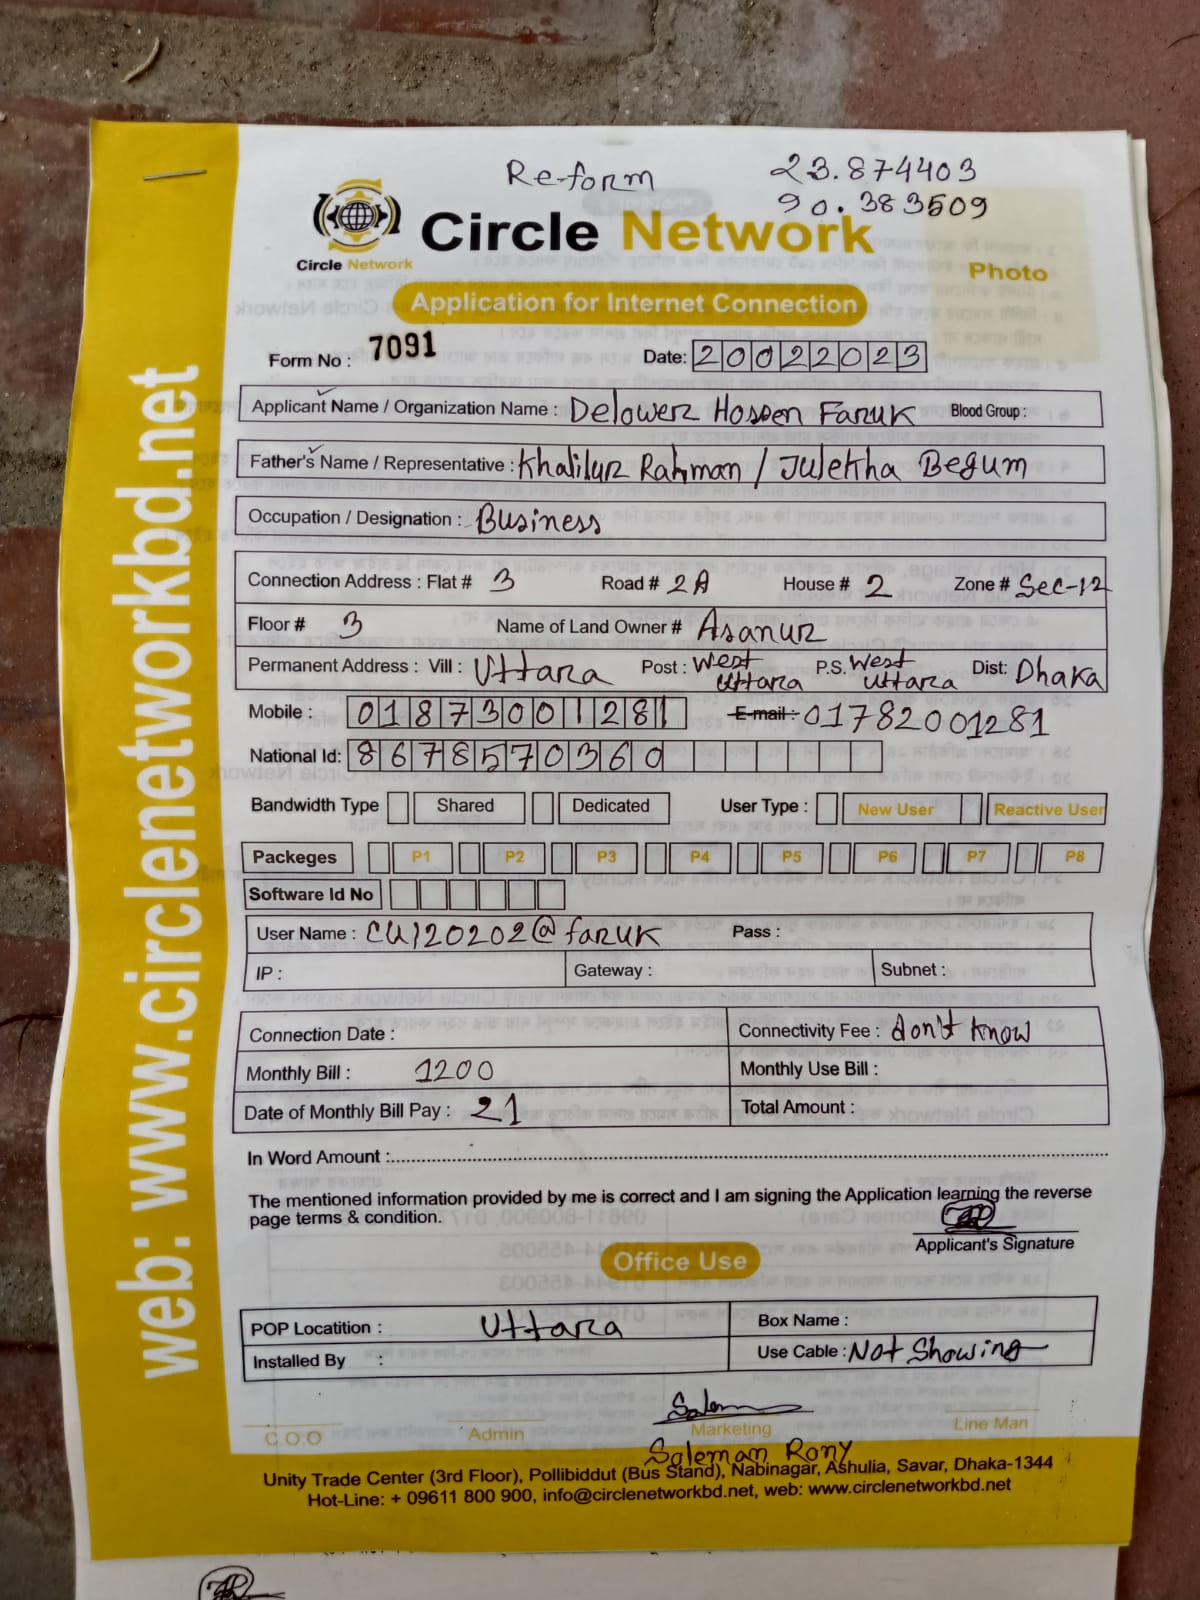 Re-form
23.874403
90.383509
Circle Network
Circle Network
Photo
Application for Internet Connection
Form No : 7091
Date: 20022023
Applicant Name / Organization Name : Delower Hossen Faruk Blood Group :
Father's Name / Representative : Khalilur Rahman / Julekha Begum
Occupation / Designation : Business
Connection Address : Flat # 3 Road # 2A House # 2 Zone # Sec-12
Floor # 3 Name of Land Owner # Asanur
Permanent Address : Vill : Uttara Post : West Uttara P.S. West Uttara Dist: Dhaka
Mobile : 01873001281 E-mail : 01782001281
National Id: 8678570360
Bandwidth Type Shared Dedicated User Type : New User Reactive User
Packeges P1 P2 P3 P4 P5 P6 P7 P8
Software Id No
User Name : CU120202@faruk Pass :
IP : Gateway : Subnet :
Connection Date : Connectivity Fee : don't know
Monthly Bill : 1200 Monthly Use Bill :
Date of Monthly Bill Pay : 21 Total Amount :
In Word Amount :
The mentioned information provided by me is correct and I am signing the Application learning the reverse
page terms & condition.
Applicant's Signature
Office Use
POP Locatition : Uttara Box Name :
Installed By : Use Cable : Not Showing
C.O.O Admin Marketing Line Man
Soleman Rony
Unity Trade Center (3rd Floor), Pollibiddut (Bus Stand), Nabinagar, Ashulia, Savar, Dhaka-1344
Hot-Line: + 09611 800 900, info@circlenetworkbd.net, web: www.circlenetworkbd.net
web: www.circlenetworkbd.net